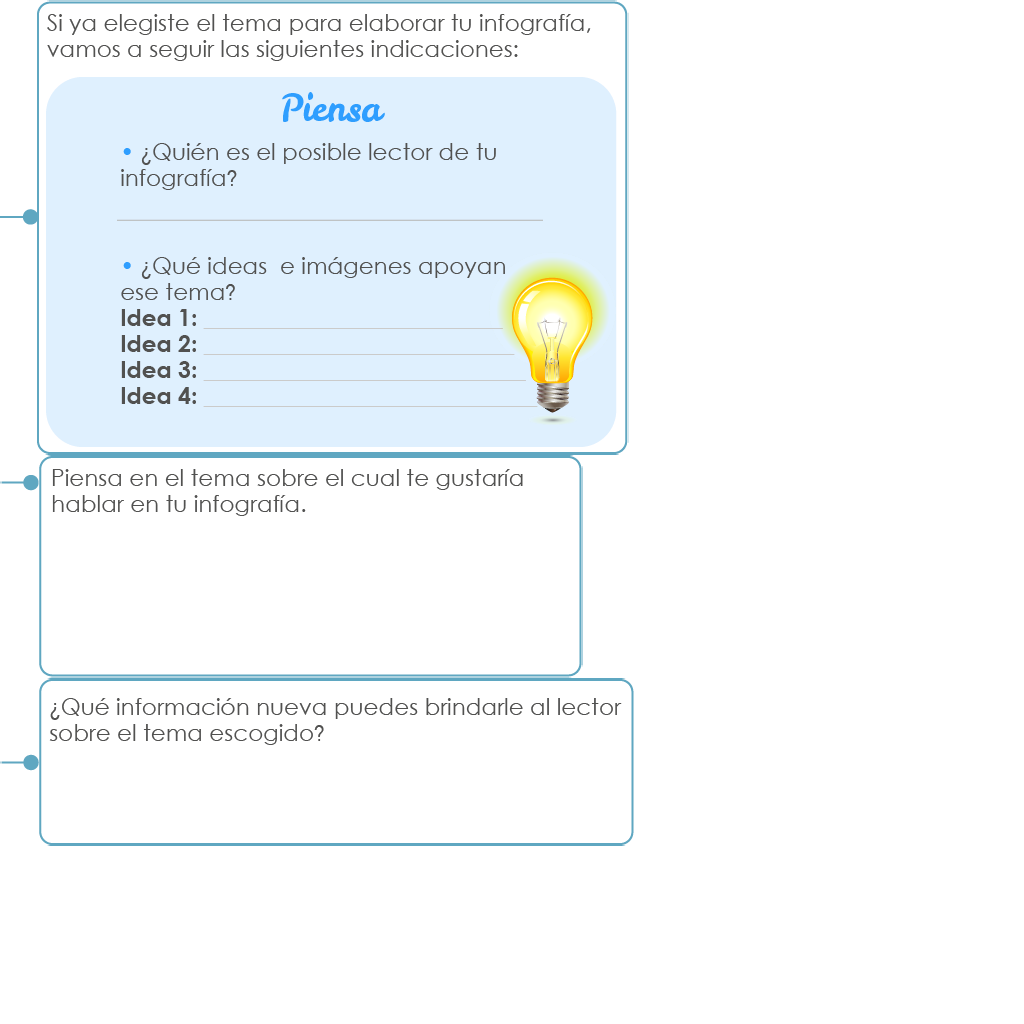 Si ya elegiste el tema para elaborar tu infografía,
vamos a seguir las siguientes indicaciones:
Piensa
• ¿Quién es el posible lector de tu
infografía?
• ¿Qué ideas  e imágenes apoyan
ese tema?
Idea 1:
Idea 2:
Idea 3:
Idea 4:
Piensa en el tema sobre el cual te gustaría
hablar en tu infografía.
¿Qué información nueva puedes brindarle al lector
sobre el tema escogido?